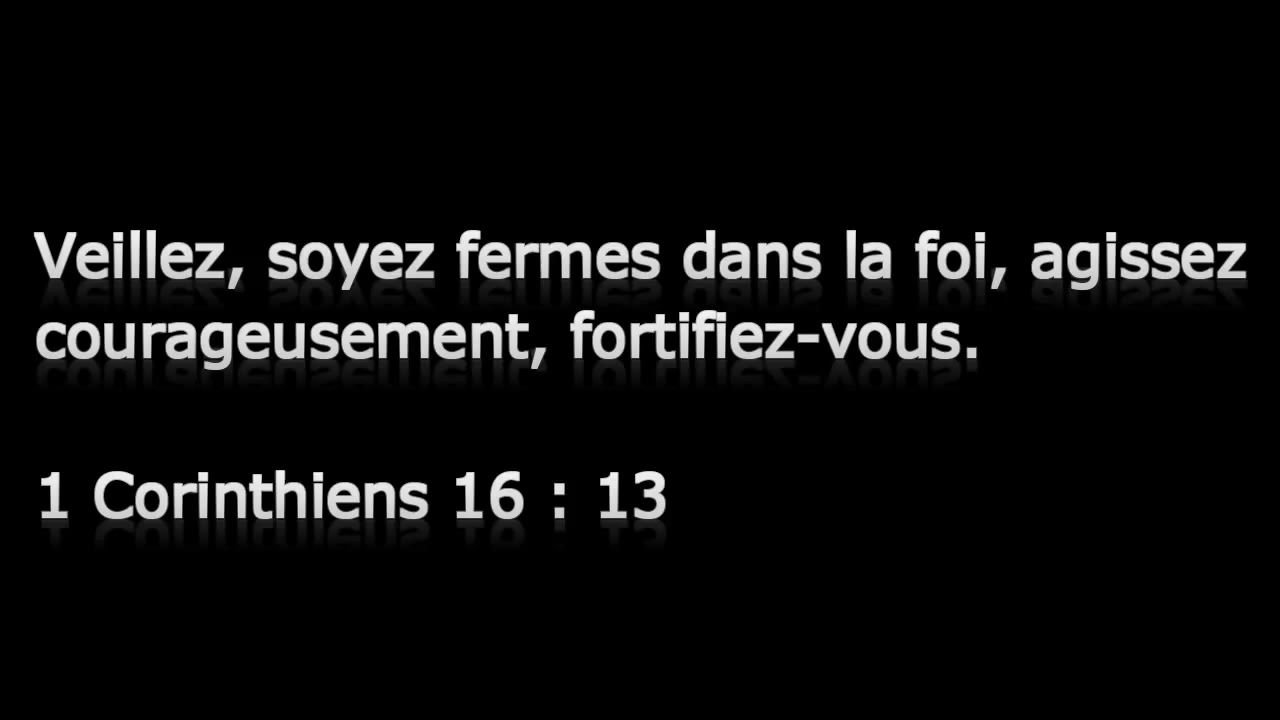 Veillez, soyez fermes dans la foi, agissez
courageusement, fortifiez-vous.
1 Corinthiens 16 : 13